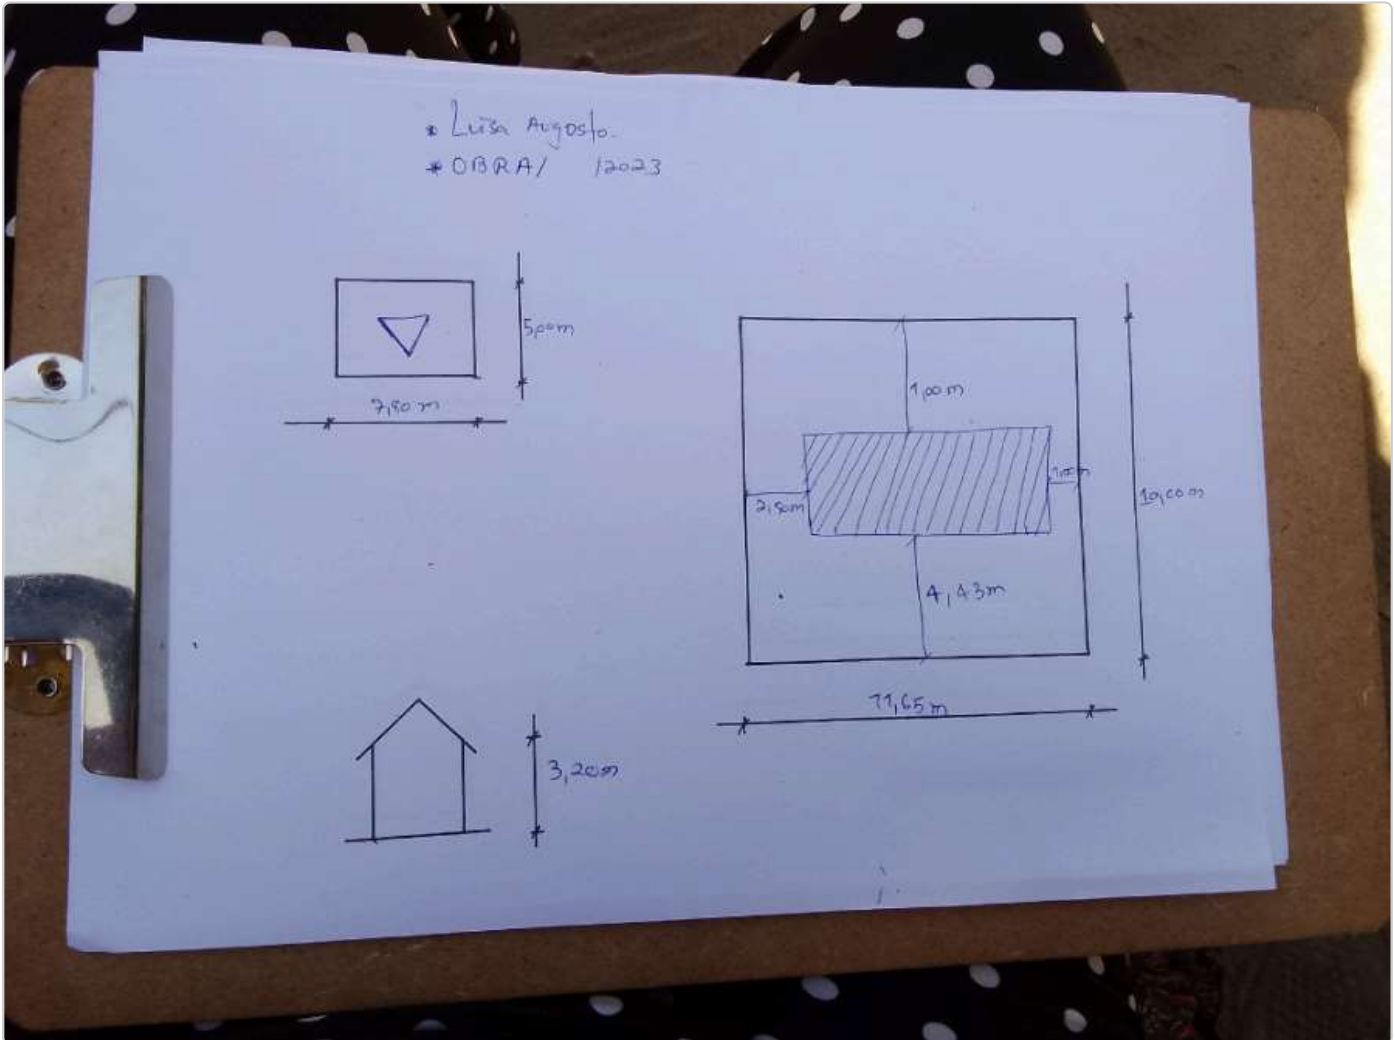 * Luisa Augosto.
* OBRA/ /2023
5,00m
7,80 m
1,00m
1,00m
2,50m
10,00m
4,43m
11,65m
3,20m